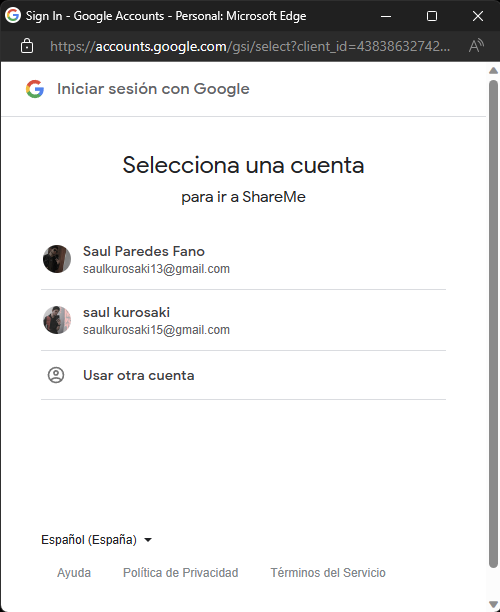 Sign In - Google Accounts - Personal: Microsoft Edge
https://accounts.google.com/gsi/select?client_id=43838632742...
Iniciar sesión con Google
Selecciona una cuenta
para ir a ShareMe
Saul Paredes Fano
saulkurosaki13@gmail.com
saul kurosaki
saulkurosaki15@gmail.com
Usar otra cuenta
Español (España)
Ayuda Política de Privacidad Términos del Servicio